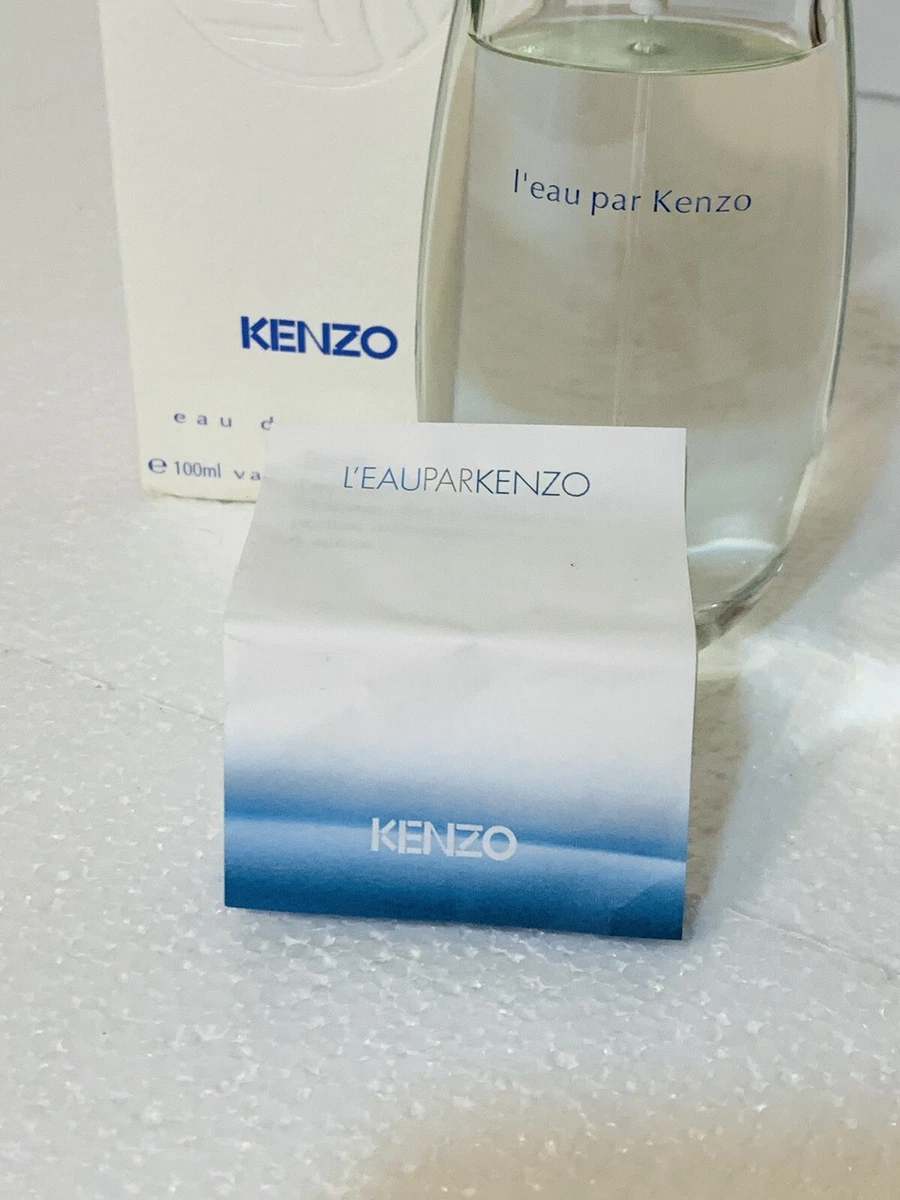 l'eau par Kenzo
KENZO
eau d
℮ 100ml va
L'EAUPARKENZO
KENZO